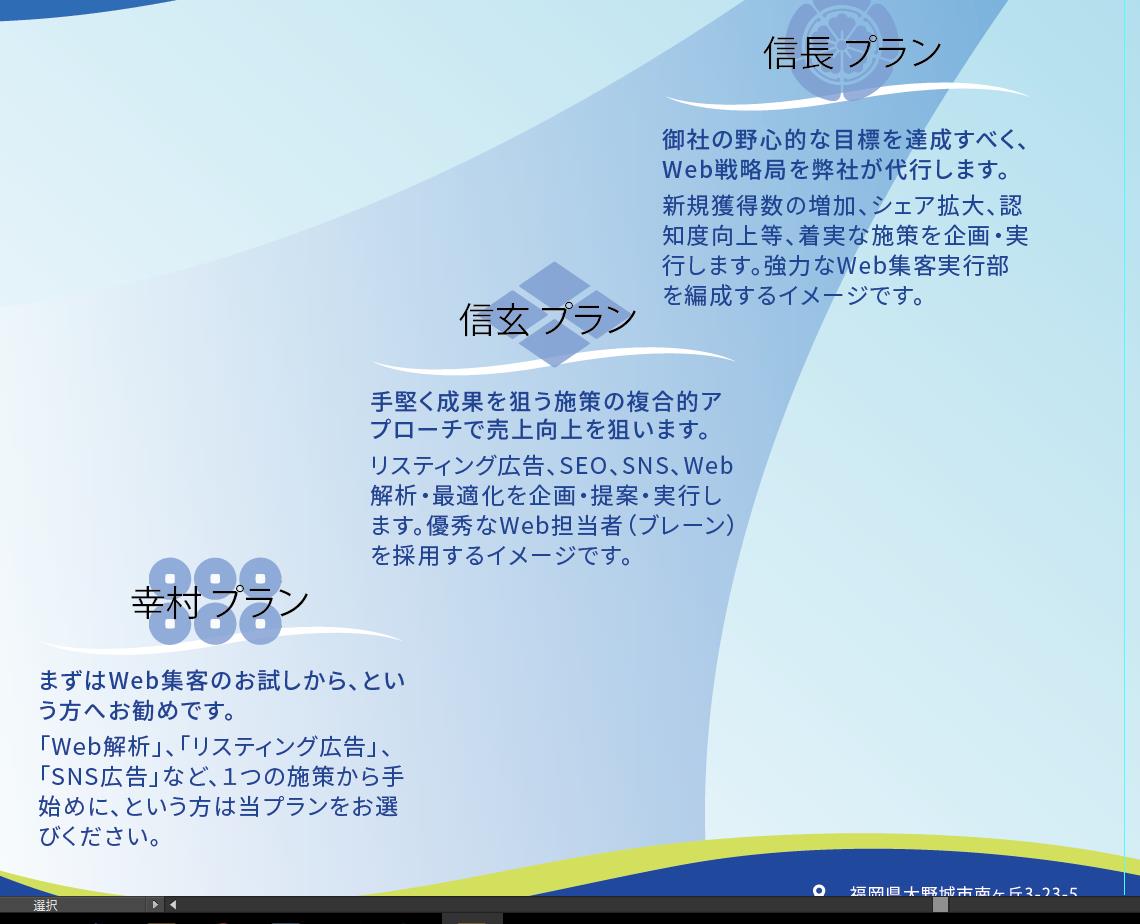 信長 プラン
御社の野心的な目標を達成すべく、
Web戦略局を弊社が代行します。
新規獲得数の増加、シェア拡大、認
知度向上等、着実な施策を企画・実
行します。強力なWeb集客実行部
を編成するイメージです。
信玄 プラン
手堅く成果を狙う施策の複合的ア
プローチで売上向上を狙います。
リスティング広告、SEO、SNS、Web
解析・最適化を企画・提案・実行し
ます。優秀なWeb担当者（ブレーン）
を採用するイメージです。
幸村 プラン
まずはWeb集客のお試しから、とい
う方へお勧めです。
「Web解析」、「リスティング広告」、
「SNS広告」など、１つの施策から手
始めに、という方は当プランをお選
びください。
福岡県大野城市南ヶ丘3-23-5
選択